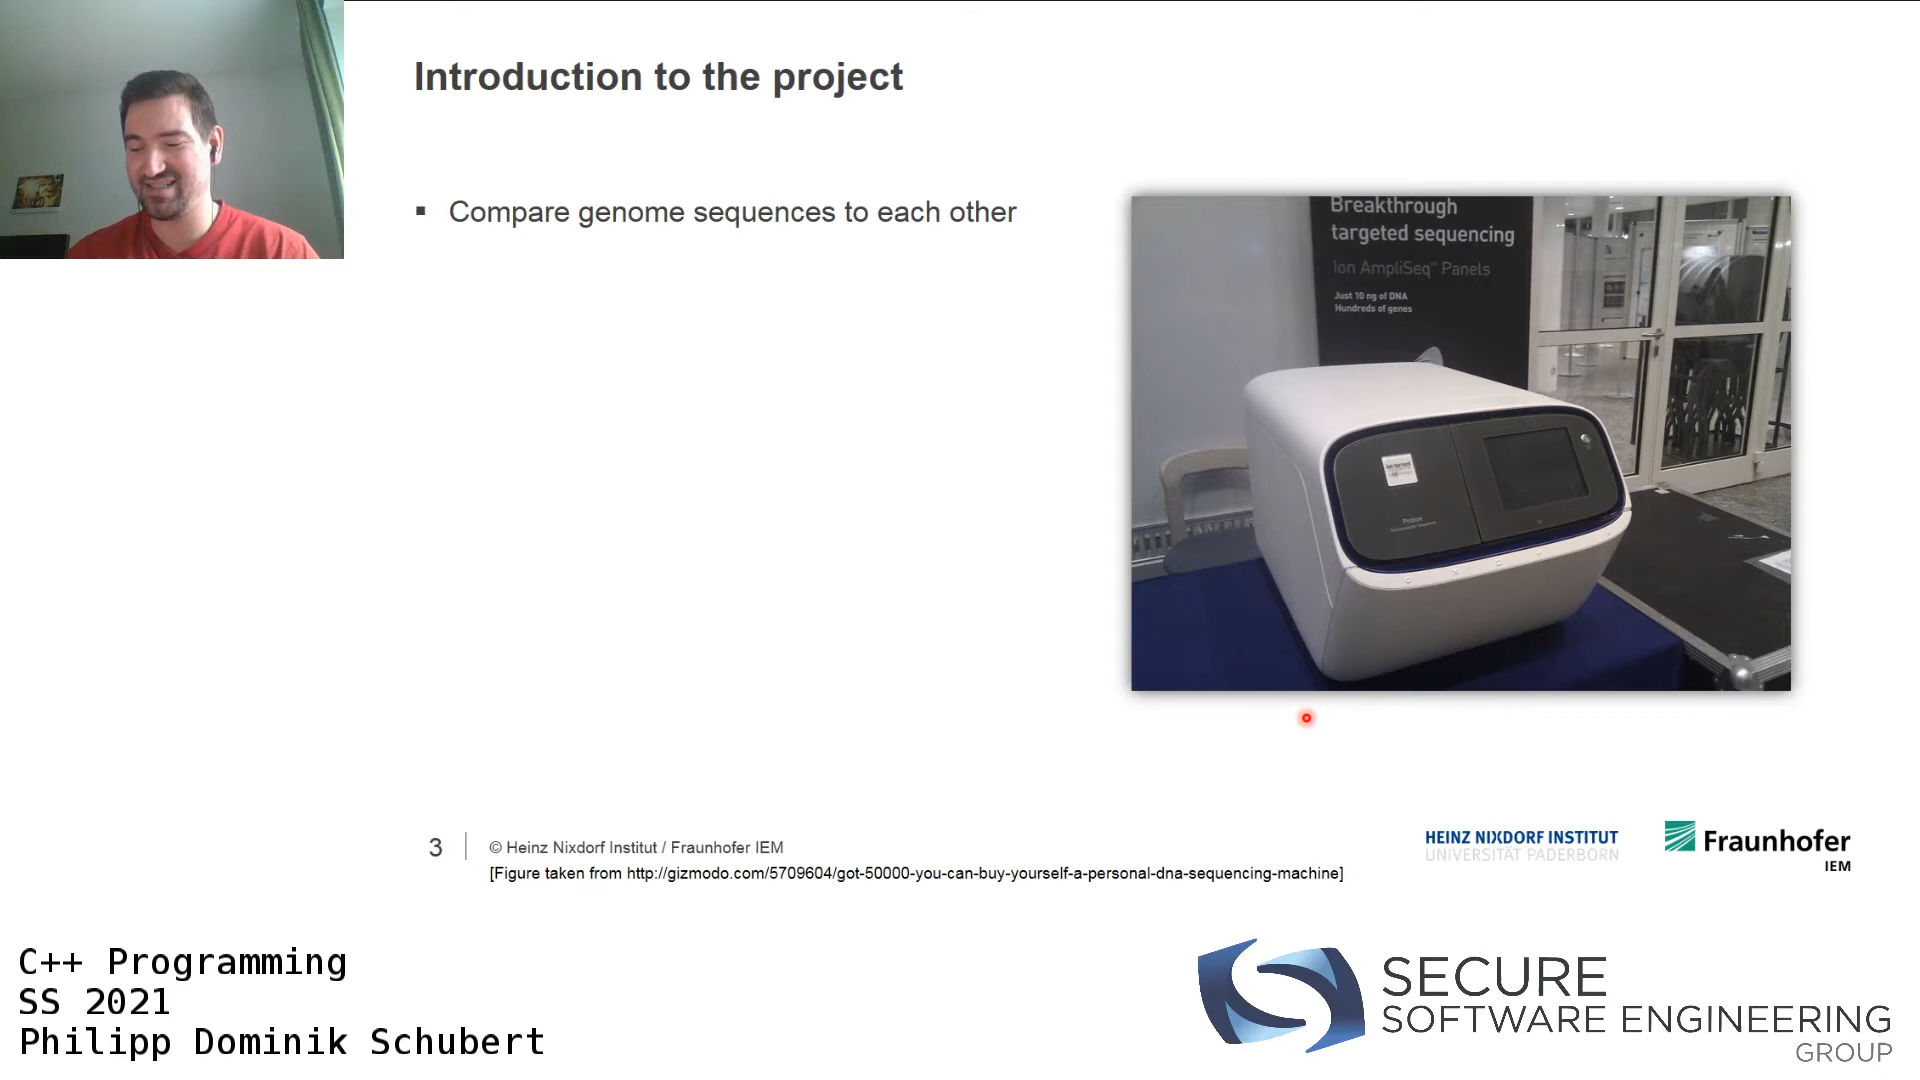 Introduction to the project
▪ Compare genome sequences to each other
Breakthrough
targeted sequencing
Ion AmpliSeq™ Panels
Just 10 ng of DNA
Hundreds of genes
ion torrent
Proton
3
© Heinz Nixdorf Institut / Fraunhofer IEM
[Figure taken from http://gizmodo.com/5709604/got-50000-you-can-buy-yourself-a-personal-dna-sequencing-machine]
HEINZ NIXDORF INSTITUT
UNIVERSITÄT PADERBORN
Fraunhofer
IEM
C++ Programming
SS 2021
Philipp Dominik Schubert
SECURE
SOFTWARE ENGINEERING
GROUP